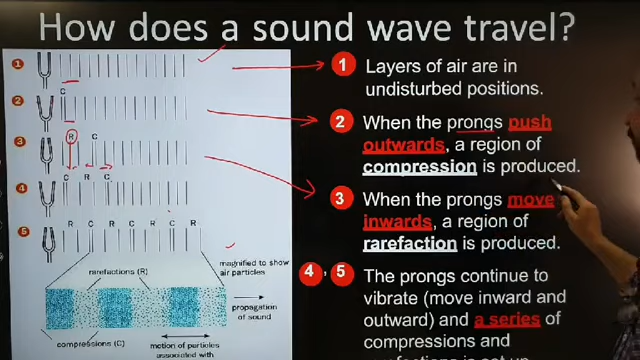 How does a sound wave travel?
1
1
Layers of air are in
undisturbed positions.
C
2
2
When the prongs push
outwards, a region of
compression is produced.
R C
3
C R C
4
3
When the prongs move
inwards, a region of
rarefaction is produced.
R C R C R C R
5
magnified to show
air particles
rarefactions (R)
propagation
of sound
compressions (C)
motion of particles
associated with
4, 5
The prongs continue to
vibrate (move inward and
outward) and a series of
compressions and